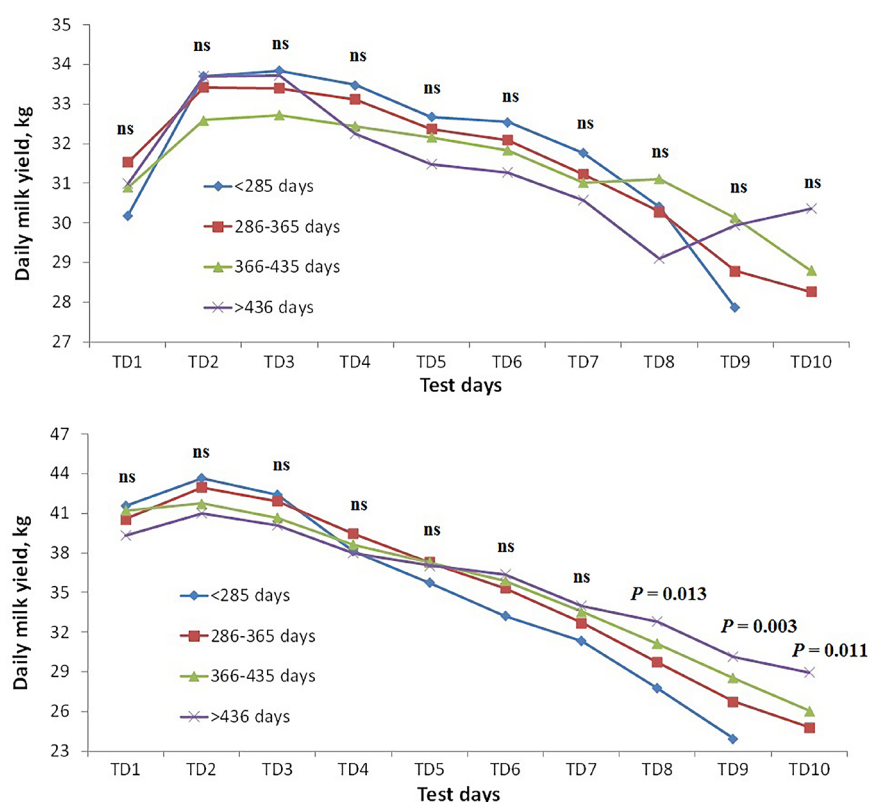 35
ns ns
34
ns
33
ns
ns
Daily milk yield, kg
32
ns
ns
ns
31
ns ns
30
<285 days
29
286-365 days
28
366-435 days
27
>436 days
TD1 TD2 TD3 TD4 TD5 TD6 TD7 TD8 TD9 TD10
Test days
47
ns
ns
44
ns
ns
41
ns
Daily milk yield, kg
38
ns
35
ns
P = 0.013
32
P = 0.003
29
P = 0.011
26
<285 days
23
286-365 days
366-435 days
>436 days
TD1 TD2 TD3 TD4 TD5 TD6 TD7 TD8 TD9 TD10
Test days